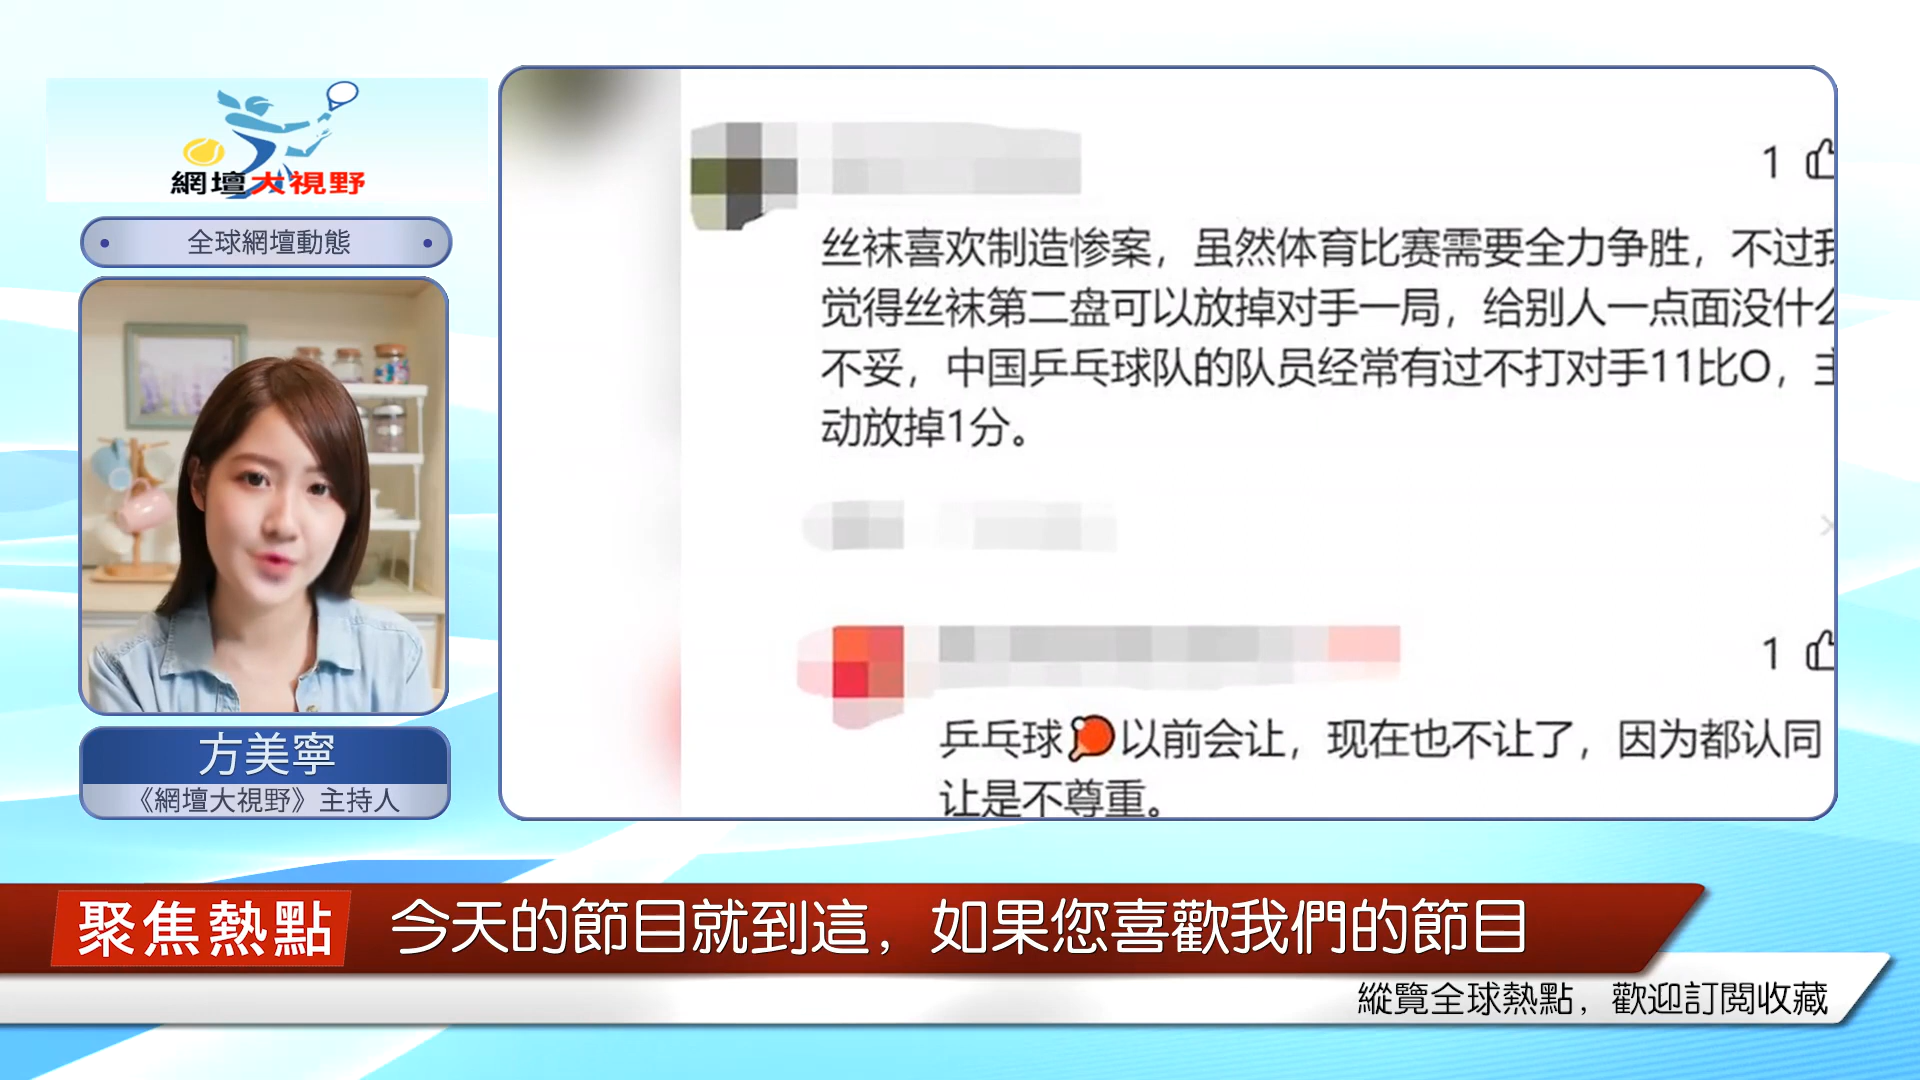 網壇大視野
全球網壇動態
方美寧
《網壇大視野》主持人
1
丝袜喜欢制造惨案，虽然体育比赛需要全力争胜，不过我
觉得丝袜第二盘可以放掉对手一局，给别人一点面没什么
不妥，中国乒乓球队的队员经常有过不打对手11比O，主
动放掉1分。
1
乒乓球🏓以前会让，现在也不让了，因为都认同
让是不尊重。
聚焦熱點
今天的節目就到這，如果您喜歡我們的節目
縱覽全球熱點，歡迎訂閱收藏